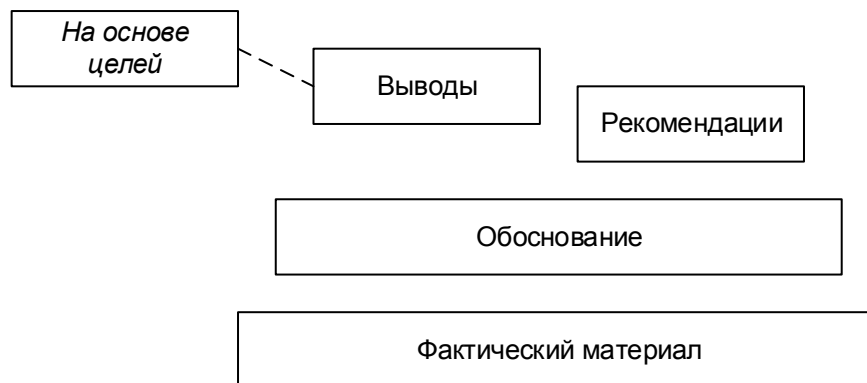 На основе
целей
Выводы
Рекомендации
Обоснование
Фактический материал